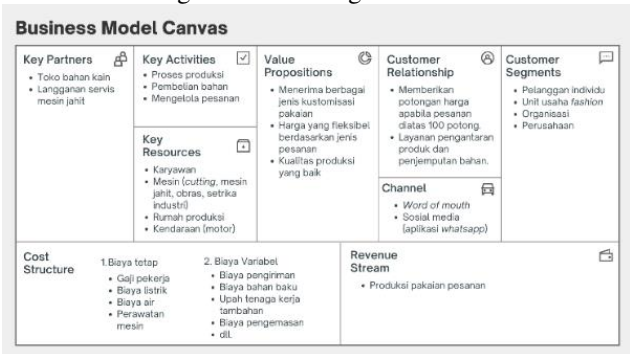 Business Model Canvas
Key Partners
• Toko bahan kain
• Langganan servis
mesin jahit
Key Activities
• Proses produksi
• Pembelian bahan
• Mengelola pesanan
Key
Resources
• Karyawan
• Mesin (cutting, mesin
jahit, obras, setrika
industri)
• Rumah produksi
• Kendaraan (motor)
Value
Propositions
• Menerima berbagai
jenis kustomisasi
pakaian
• Harga yang fleksibel
berdasarkan jenis
pesanan
• Kualitas produksi
yang baik
Customer
Relationship
• Memberikan
potongan harga
apabila pesanan
diatas 100 potong.
• Layanan pengantaran
produk dan
penjemputan bahan.
Channel
• Word of mouth
• Sosial media
(aplikasi whatsapp)
Customer
Segments
• Pelanggan individu
• Unit usaha fashion
• Organisasi
• Perusahaan
Cost
Structure
1.Biaya tetap
• Gaji pekerja
• Biaya listrik
• Biaya air
• Perawatan
mesin
2. Biaya Variabel
• Biaya pengiriman
• Biaya bahan baku
• Upah tenaga kerja
tambahan
• Biaya pengemasan
• dll.
Revenue
Stream
• Produksi pakaian pesanan